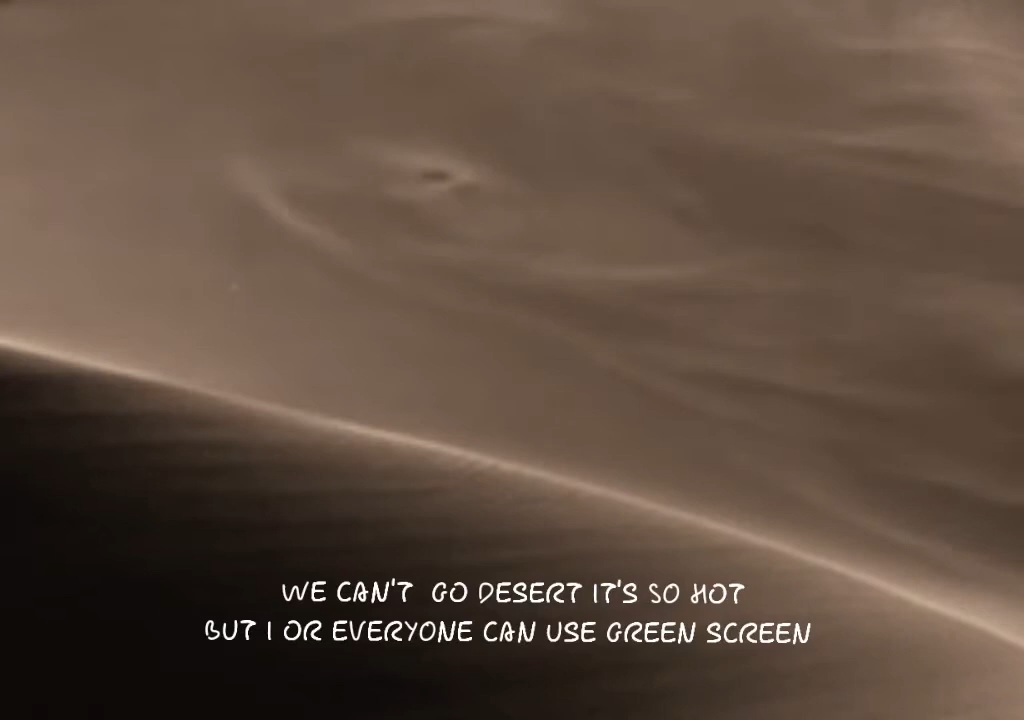 WE CAN'T GO DESERT IT'S SO HOT
BUT I OR EVERYONE CAN USE GREEN SCREEN